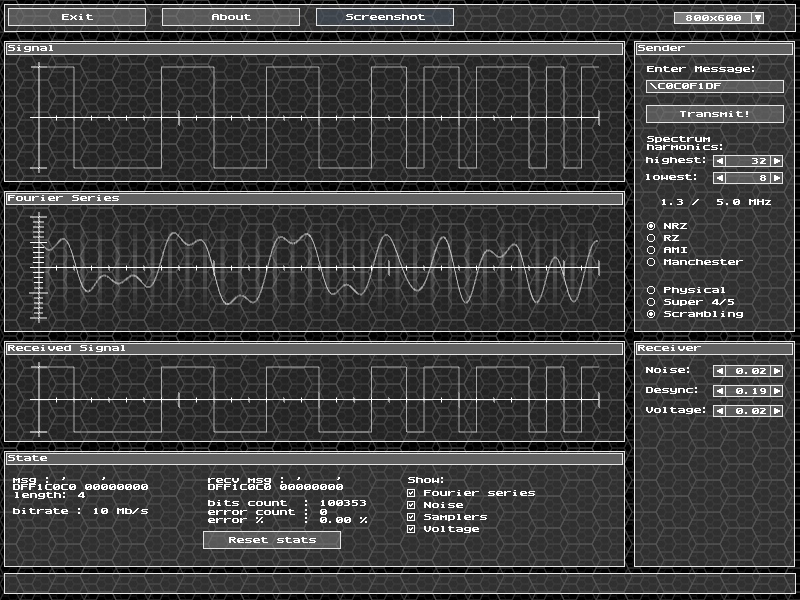 Exit
About
Screenshot
800x600
Signal
Sender
Enter Message:
\C0C0F1DF
Transmit!
Spectrum
harmonics:
highest: 32
lowest: 8
1.3 / 5.0 MHz
NRZ
RZ
AMI
Manchester
Physical
Super 4/5
Scrambling
Fourier Series
Received Signal
Receiver
Noise: 0.02
Desync: 0.19
Voltage: 0.02
State
msg : ' '
DFF1C0C0 00000000
length: 4
bitrate : 10 Mb/s
recv msg : ' '
DFF1C0C0 00000000
bits count : 100353
error count : 0
error % : 0.00 %
Reset stats
Show:
Fourier series
Noise
Samplers
Voltage